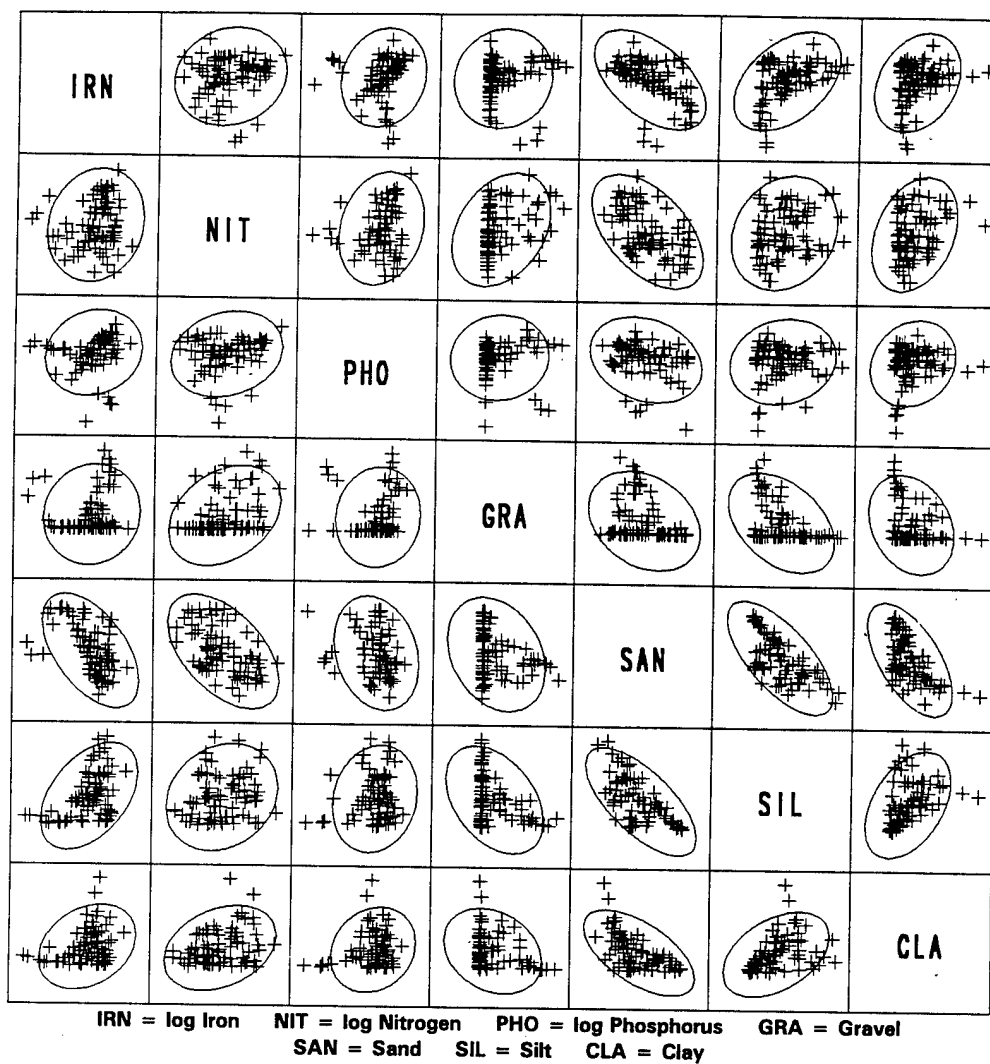 IRN
NIT
PHO
GRA
SAN
SIL
CLA
IRN = log Iron NIT = log Nitrogen PHO = log Phosphorus GRA = Gravel
SAN = Sand SIL = Silt CLA = Clay